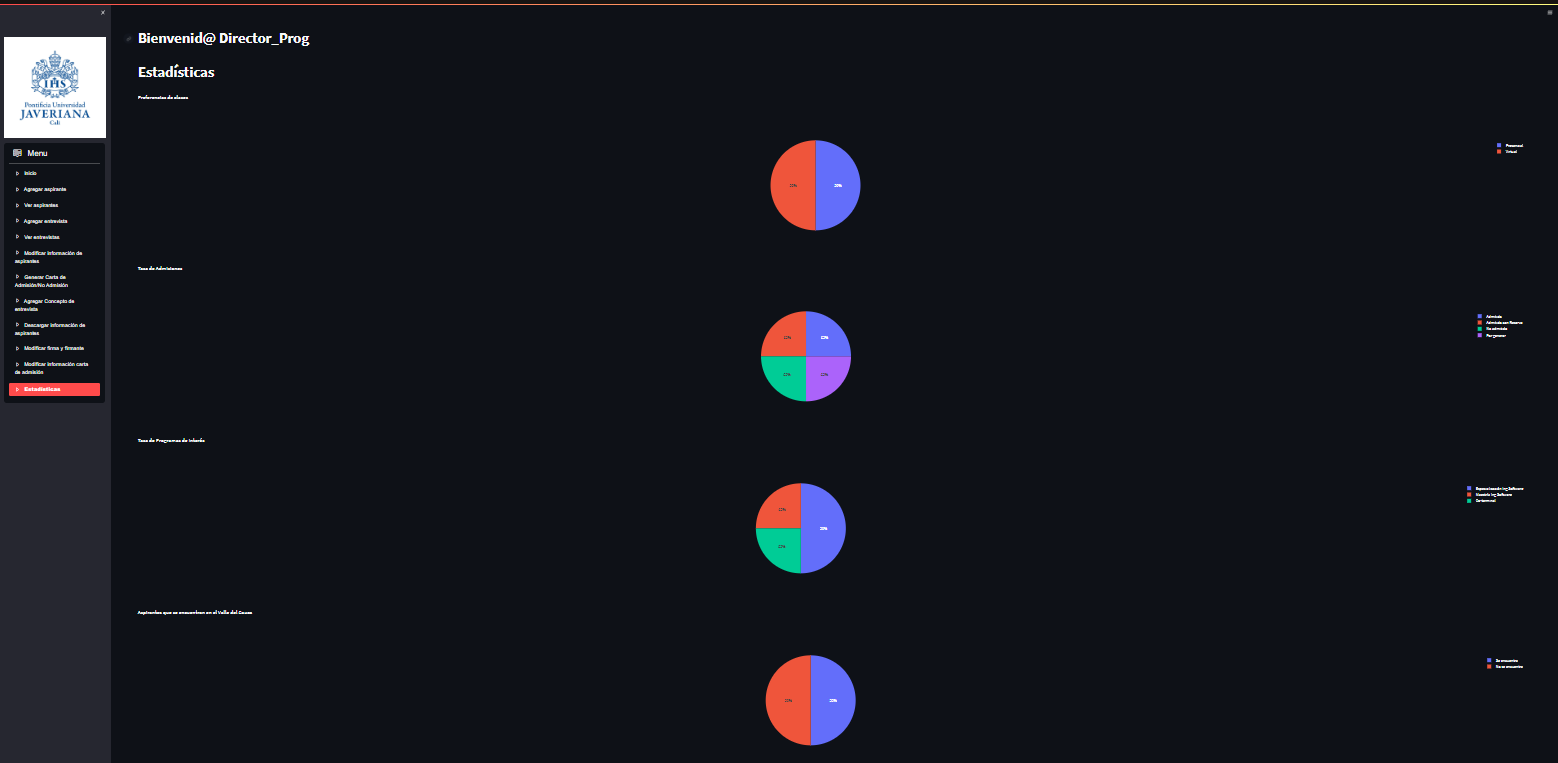 Bienvenid@ Director_Prog
Estadísticas
IHS
Pontificia Universidad
JAVERIANA
Cali
Menu
Inicio
Agregar aspirante
Ver aspirantes
Agregar entrevista
Ver entrevistas
Modificar información de
aspirantes
Generar Carta de
Admisión/No Admisión
Agregar Concepto de
entrevista
Descargar información de
aspirantes
Modificar firma y firmante
Modificar información carta
de admisión
Estadísticas
Preferencias de clases
50%
50%
Presencial
Virtual
Tasa de Admisiones
25%
25%
25%
25%
Admitido
Admitido con Reserva
No admitido
Por generar
Tasa de Programas de Interés
25%
50%
25%
Especialización Ing Software
Maestría Ing Software
Coterminal
Aspirantes que se encuentran en el Valle del Cauca
50%
50%
Se encuentra
No se encuentra